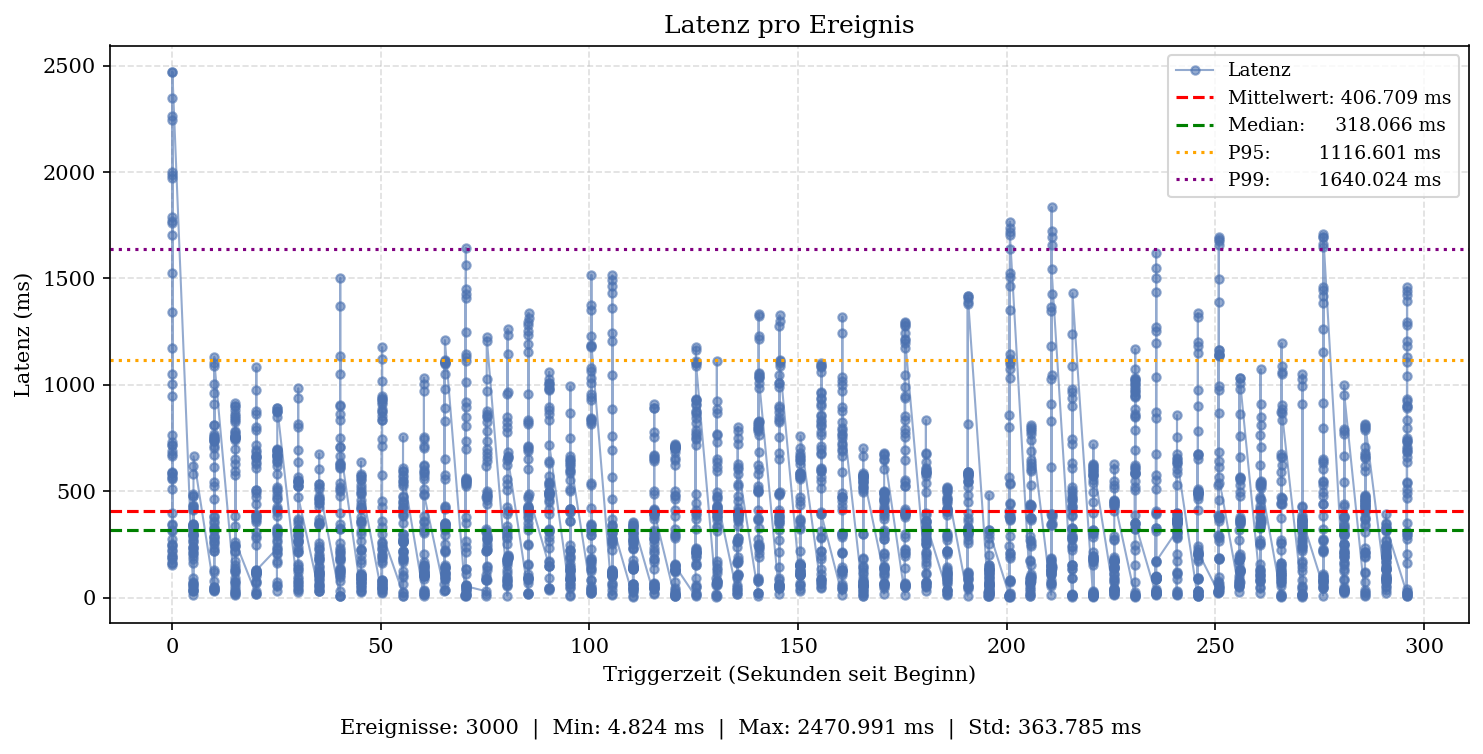 Latenz pro Ereignis
Latenz
Mittelwert: 406.709 ms
Median: 318.066 ms
P95: 1116.601 ms
P99: 1640.024 ms
Latenz (ms)
2500
2000
1500
1000
500
0
0 50 100 150 200 250 300
Triggerzeit (Sekunden seit Beginn)
Ereignisse: 3000 | Min: 4.824 ms | Max: 2470.991 ms | Std: 363.785 ms